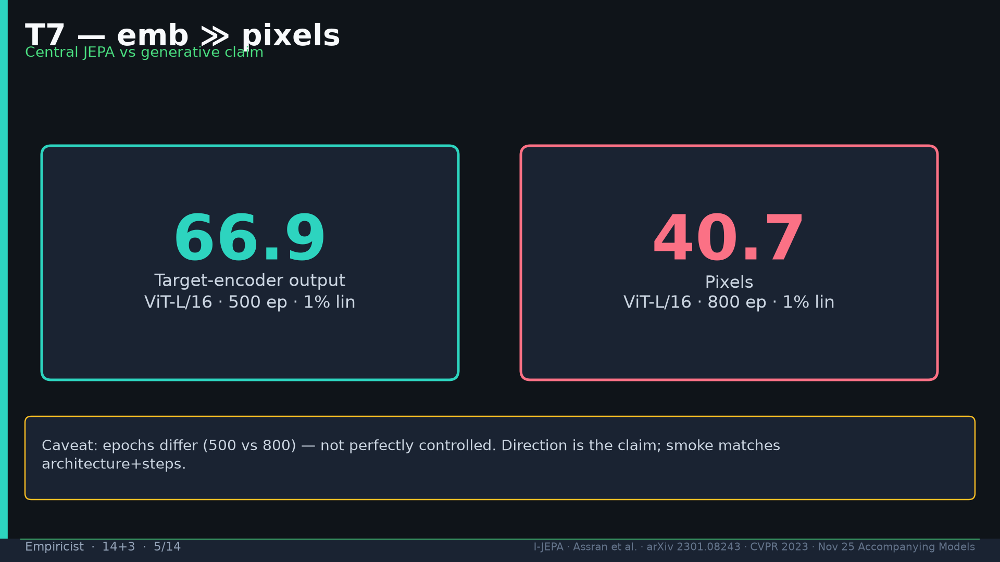 T7 — emb ≫ pixels
Central JEPA vs generative claim
66.9
Target-encoder output
ViT-L/16 · 500 ep · 1% lin
40.7
Pixels
ViT-L/16 · 800 ep · 1% lin
Caveat: epochs differ (500 vs 800) — not perfectly controlled. Direction is the claim; smoke matches
architecture+steps.
Empiricist · 14+3 · 5/14
I-JEPA · Assran et al. · arXiv 2301.08243 · CVPR 2023 · Nov 25 Accompanying Models